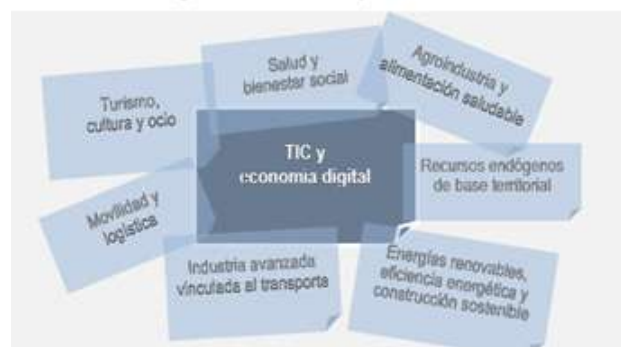 Salud y
bienestar social
Agroindustria y
alimentación saludable
Turismo,
cultura y ocio
TIC y
economía digital
Recursos endógenos
de base territorial
Movilidad y
logística
Industria avanzada
vinculada al transporte
Energías renovables,
eficiencia energética y
construcción sostenible